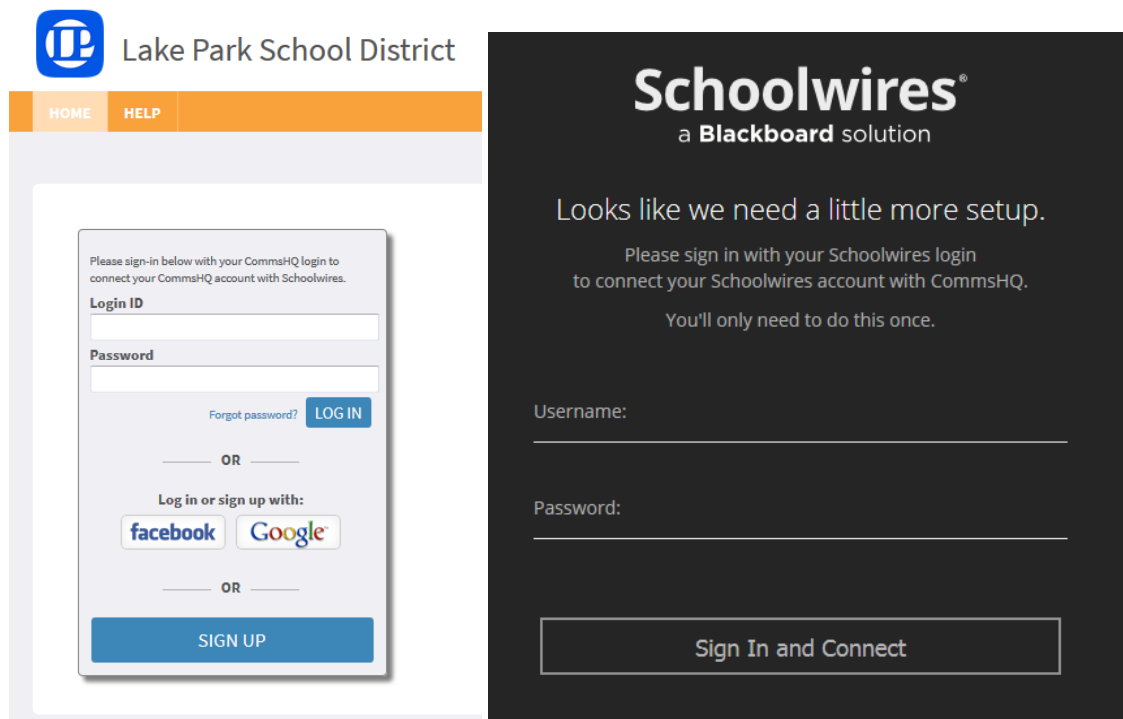 Lake Park School District
HOME HELP
Please sign-in below with your CommsHQ login to
connect your CommsHQ account with Schoolwires.
Login ID
Password
Forgot password? LOG IN
OR
Log in or sign up with:
facebook Google™
OR
SIGN UP
Schoolwires®
a Blackboard solution
Looks like we need a little more setup.
Please sign in with your Schoolwires login
to connect your Schoolwires account with CommsHQ.
You'll only need to do this once.
Username:
Password:
Sign In and Connect